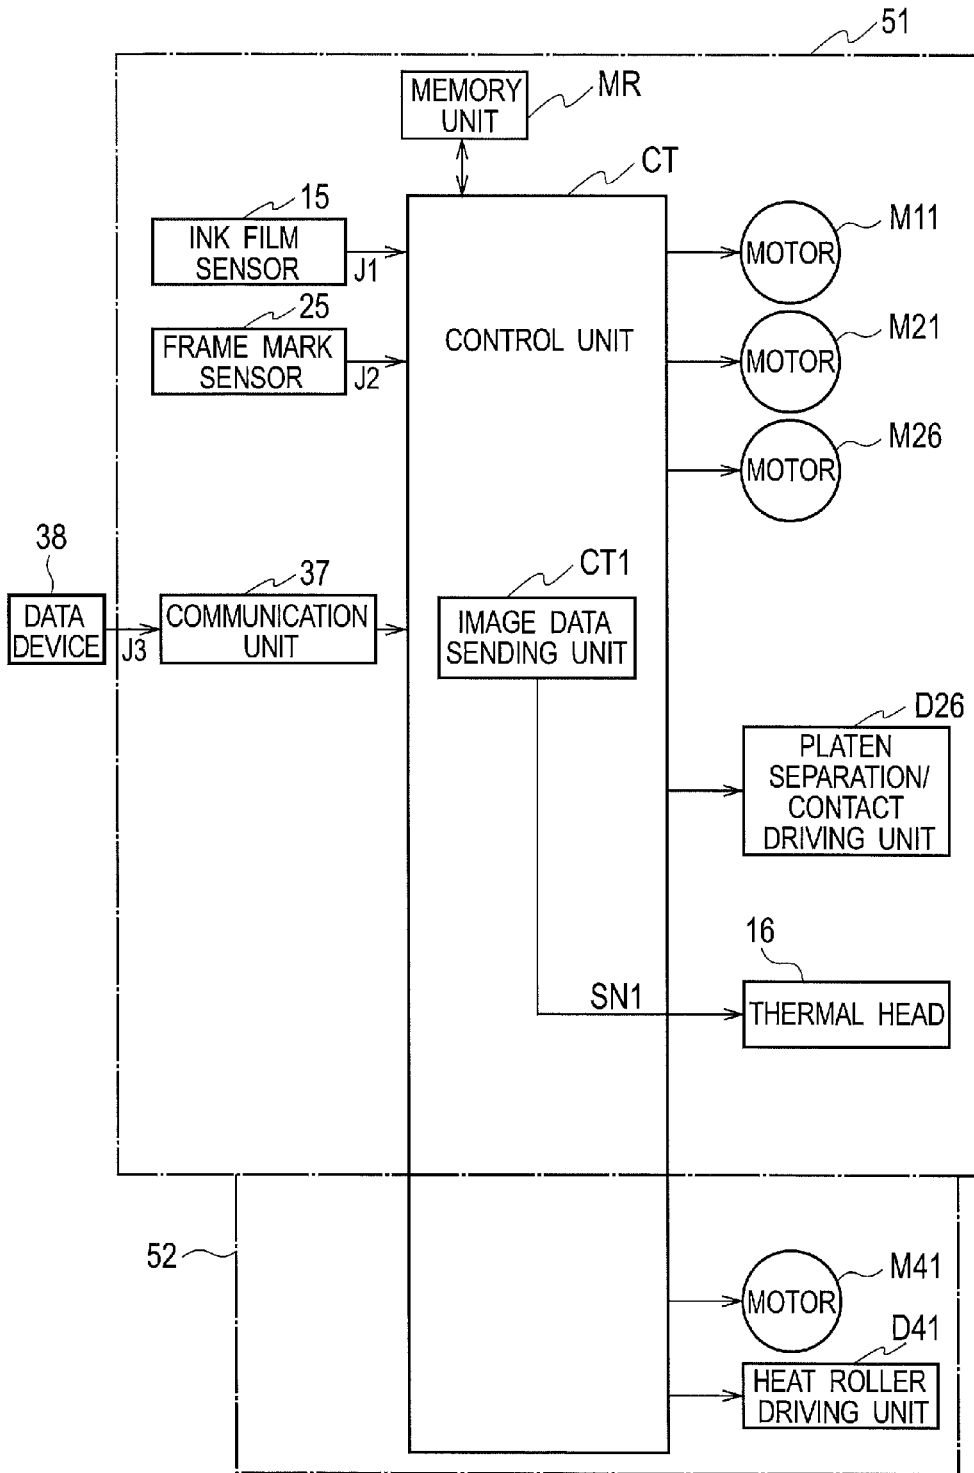 51
MEMORY
UNIT
MR
CT
15
INK FILM
SENSOR
J1
M11
MOTOR
25
FRAME MARK
SENSOR
J2
CONTROL UNIT
M21
MOTOR
M26
MOTOR
38
DATA
DEVICE
J3
37
COMMUNICATION
UNIT
CT1
IMAGE DATA
SENDING UNIT
D26
PLATEN
SEPARATION/
CONTACT
DRIVING UNIT
16
SN1
THERMAL HEAD
52
M41
MOTOR
D41
HEAT ROLLER
DRIVING UNIT